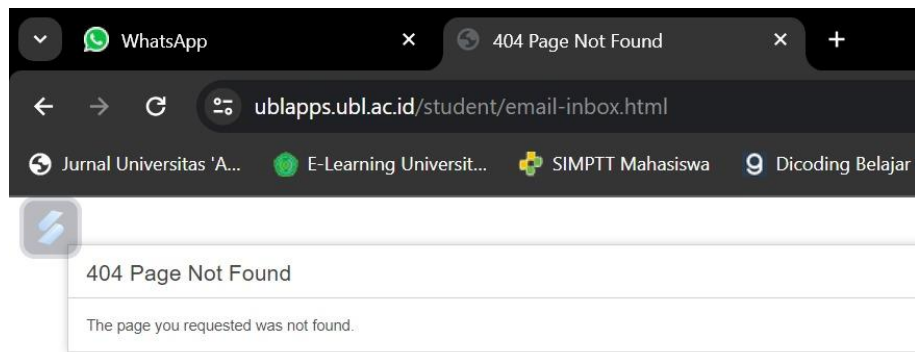 WhatsApp
404 Page Not Found
ublapps.ubl.ac.id/student/email-inbox.html
Jurnal Universitas 'A...
E-Learning Universit...
SIMPTT Mahasiswa
Dicoding Belajar
404 Page Not Found
The page you requested was not found.